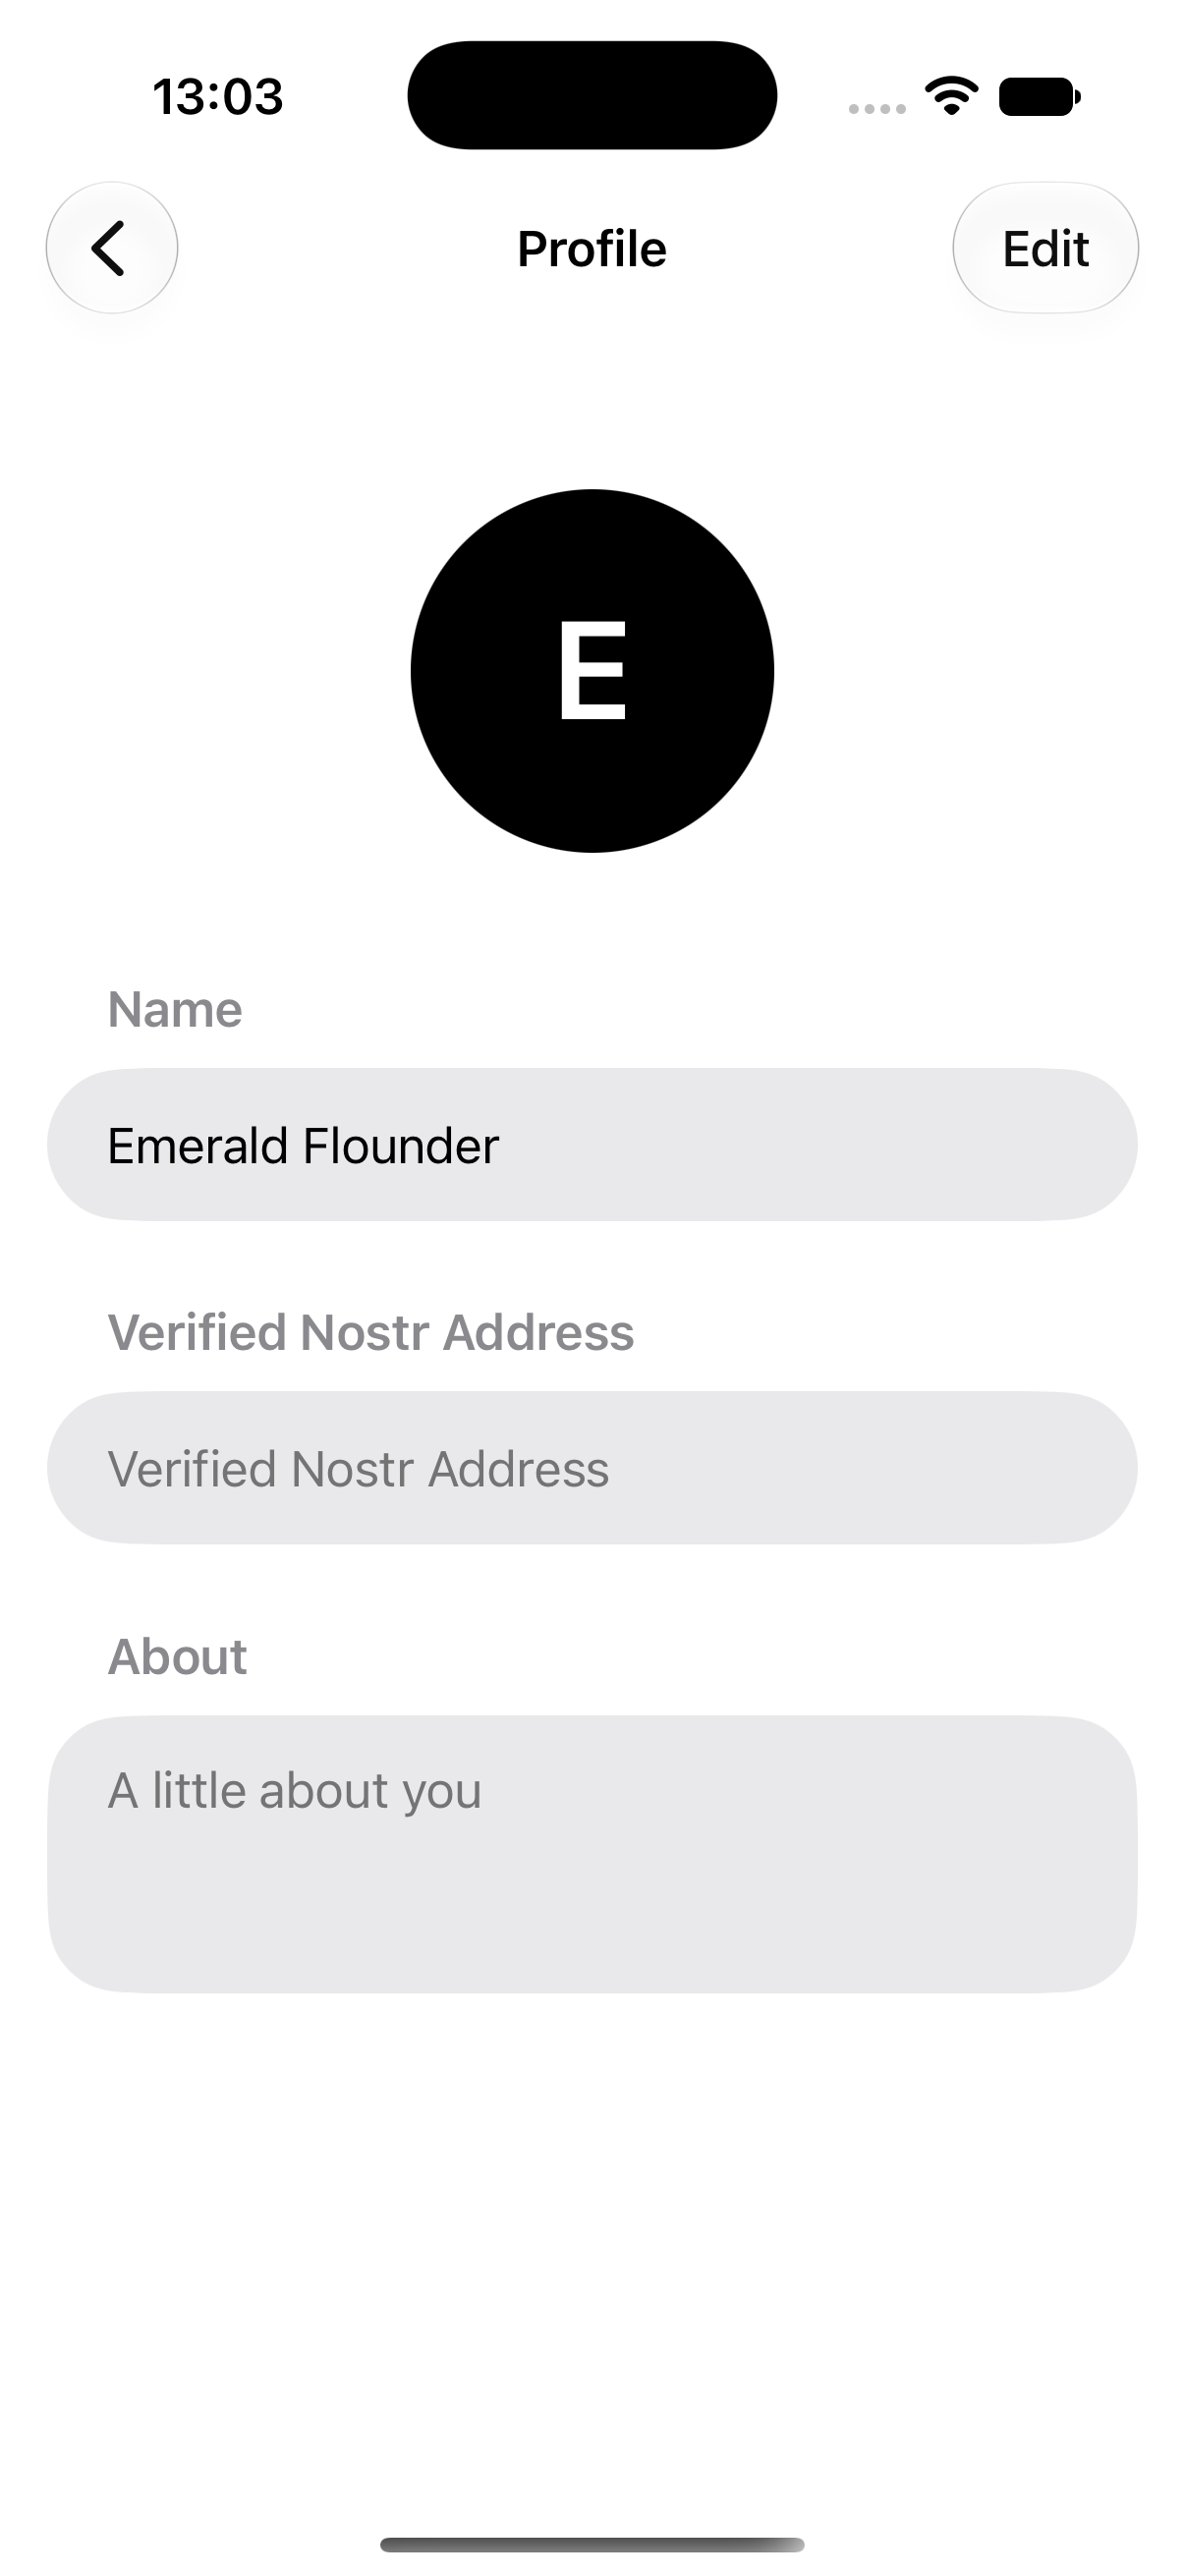 13:03
Profile
Edit
E
Name
Emerald Flounder
Verified Nostr Address
Verified Nostr Address
About
A little about you